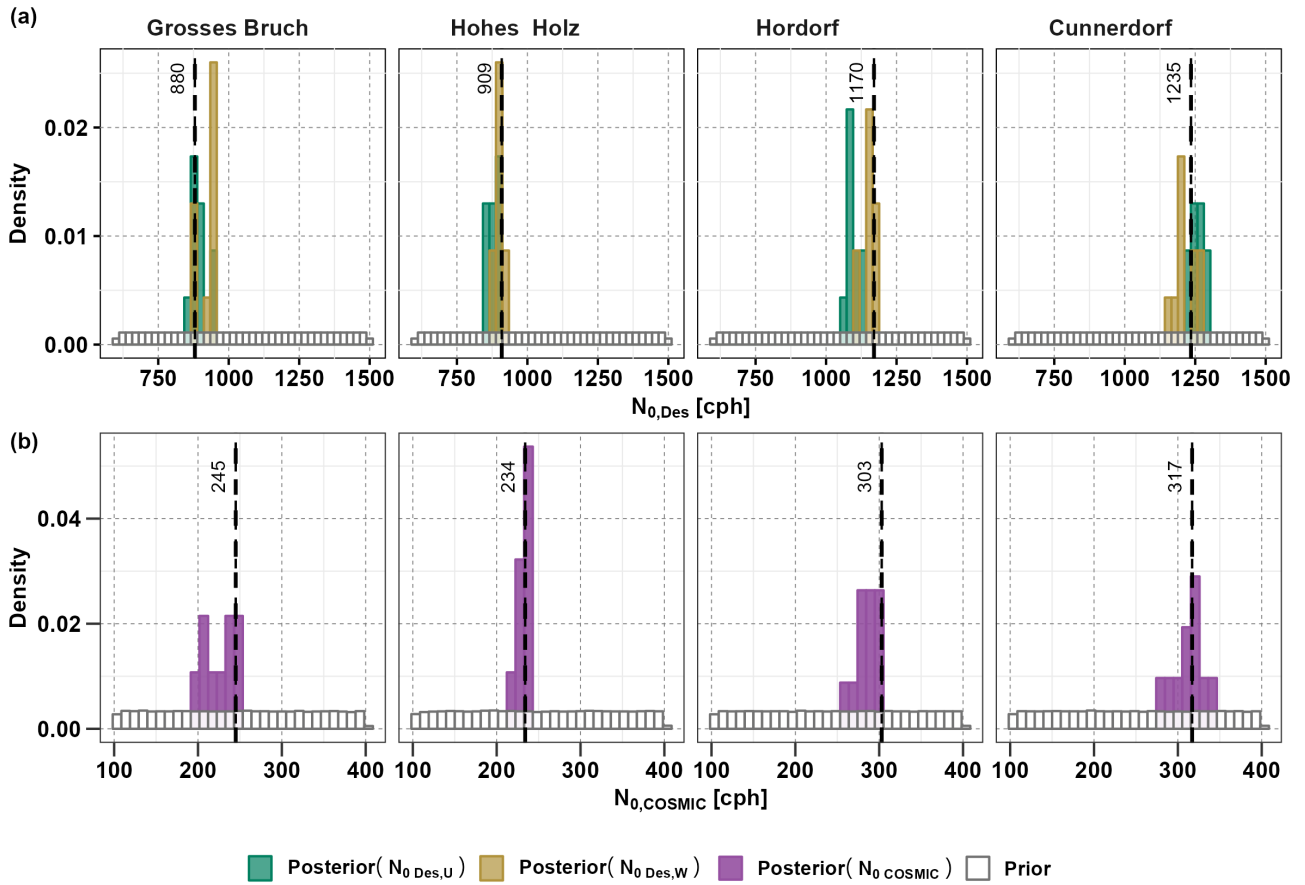 (a)
Grosses Bruch Hohes Holz Hordorf Cunnerdorf
880 909 1170 1235
Density
0.02
0.01
0.00
750 1000 1250 1500 750 1000 1250 1500 750 1000 1250 1500 750 1000 1250 1500
N0,Des [cph]
(b)
245 234 303 317
Density
0.04
0.02
0.00
100 200 300 400 100 200 300 400 100 200 300 400 100 200 300 400
N0,COSMIC [cph]
Posterior( N0 Des,U ) Posterior( N0 Des,W ) Posterior( N0 COSMIC ) Prior